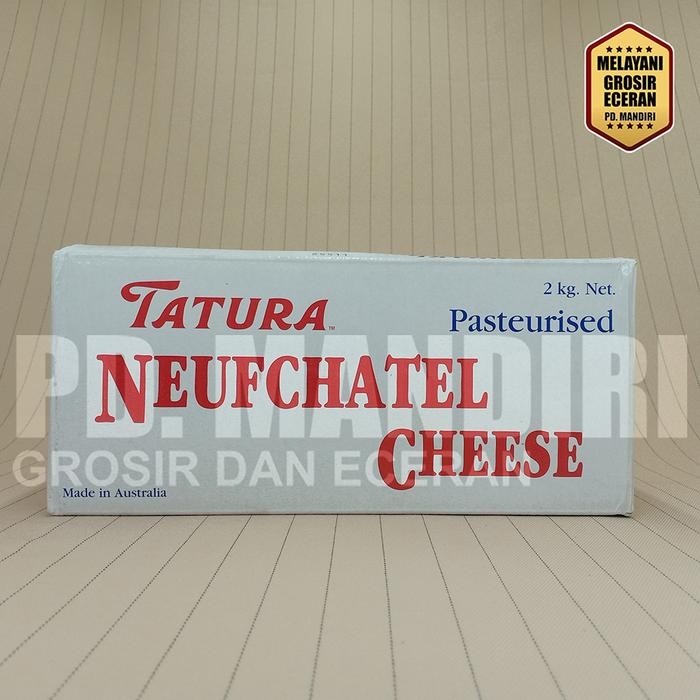 MELAYANI
GROSIR
ECERAN
PD. MANDIRI
2 kg. Net.
TATURA™
Pasteurised
NEUFCHATEL
CHEESE
PD. MANDIRI
GROSIR DAN ECERAN
Made in Australia